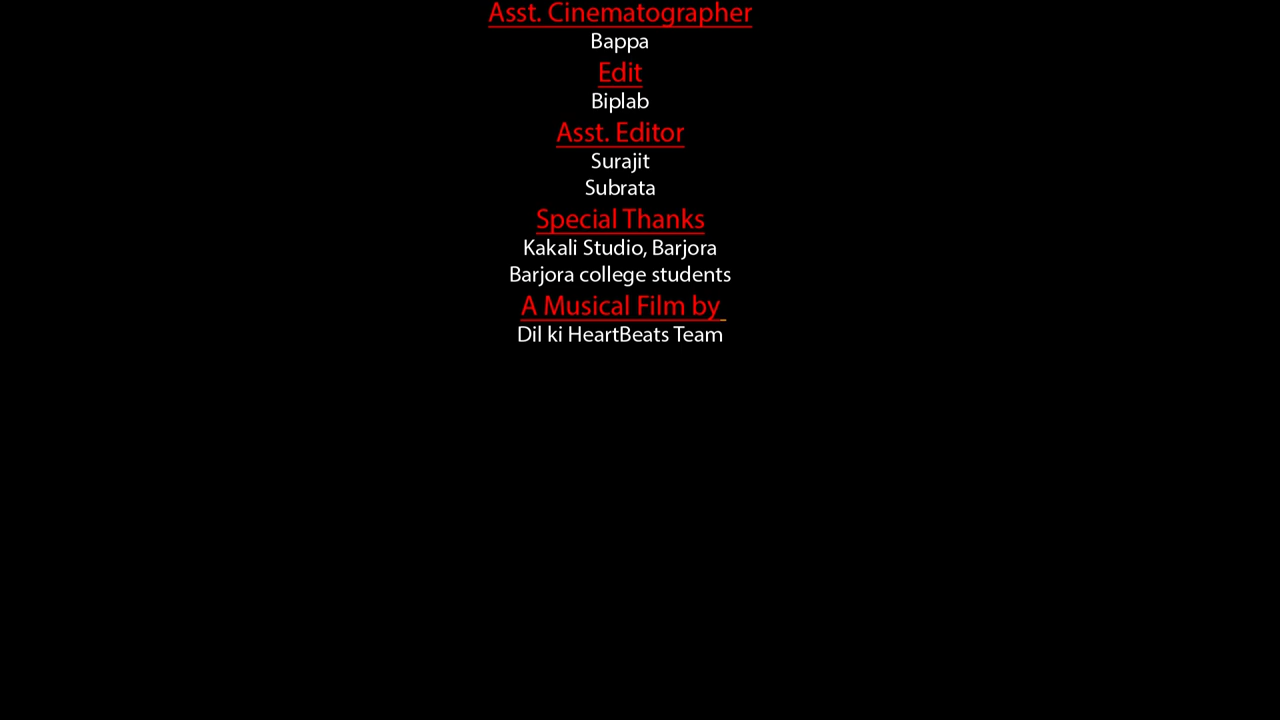 Asst. Cinematographer
Bappa
Edit
Biplab
Asst. Editor
Surajit
Subrata
Special Thanks
Kakali Studio, Barjora
Barjora college students
A Musical Film by
Dil ki HeartBeats Team